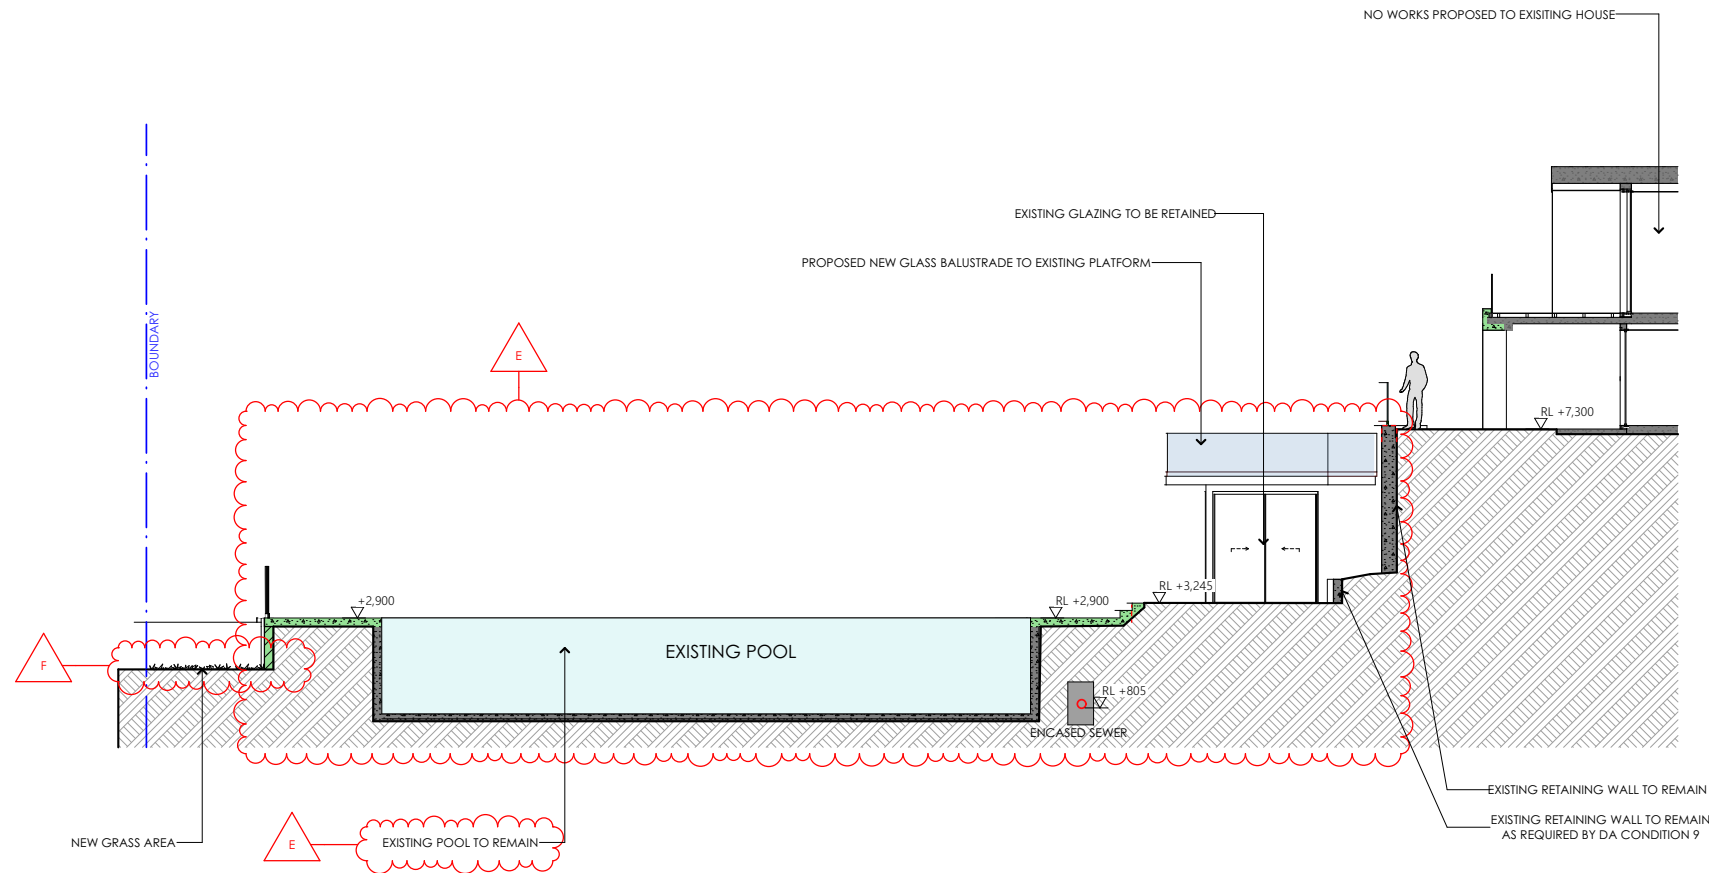 NO WORKS PROPOSED TO EXISITING HOUSE
EXISTING GLAZING TO BE RETAINED
PROPOSED NEW GLASS BALUSTRADE TO EXISTING PLATFORM
BOUNDARY
E
RL +7,300
RL +3,245
+2,900
RL +2,900
EXISTING POOL
F
RL +805
ENCASED SEWER
EXISTING RETAINING WALL TO REMAIN
EXISTING RETAINING WALL TO REMAIN
AS REQUIRED BY DA CONDITION 9
NEW GRASS AREA
E
EXISTING POOL TO REMAIN